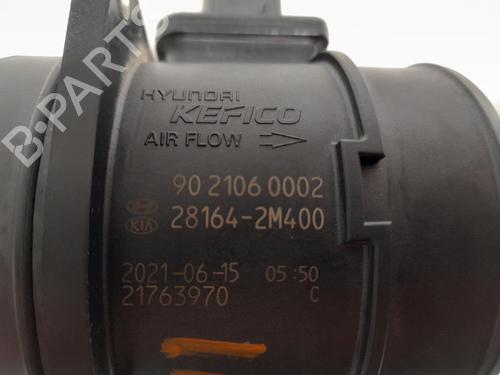 HYUNDAI
KEFICO
AIR FLOW
90 2106 0002
28164-2M400
KIA
2021-06-15 05:50
21763970 C
B-PARTS